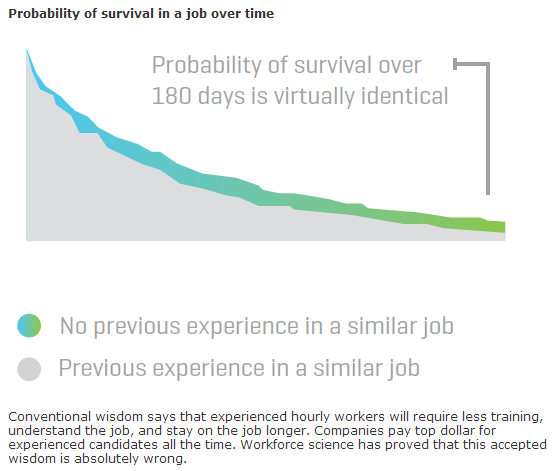 Probability of survival in a job over time
Probability of survival over
180 days is virtually identical
No previous experience in a similar job
Previous experience in a similar job
Conventional wisdom says that experienced hourly workers will require less training,
understand the job, and stay on the job longer. Companies pay top dollar for
experienced candidates all the time. Workforce science has proved that this accepted
wisdom is absolutely wrong.